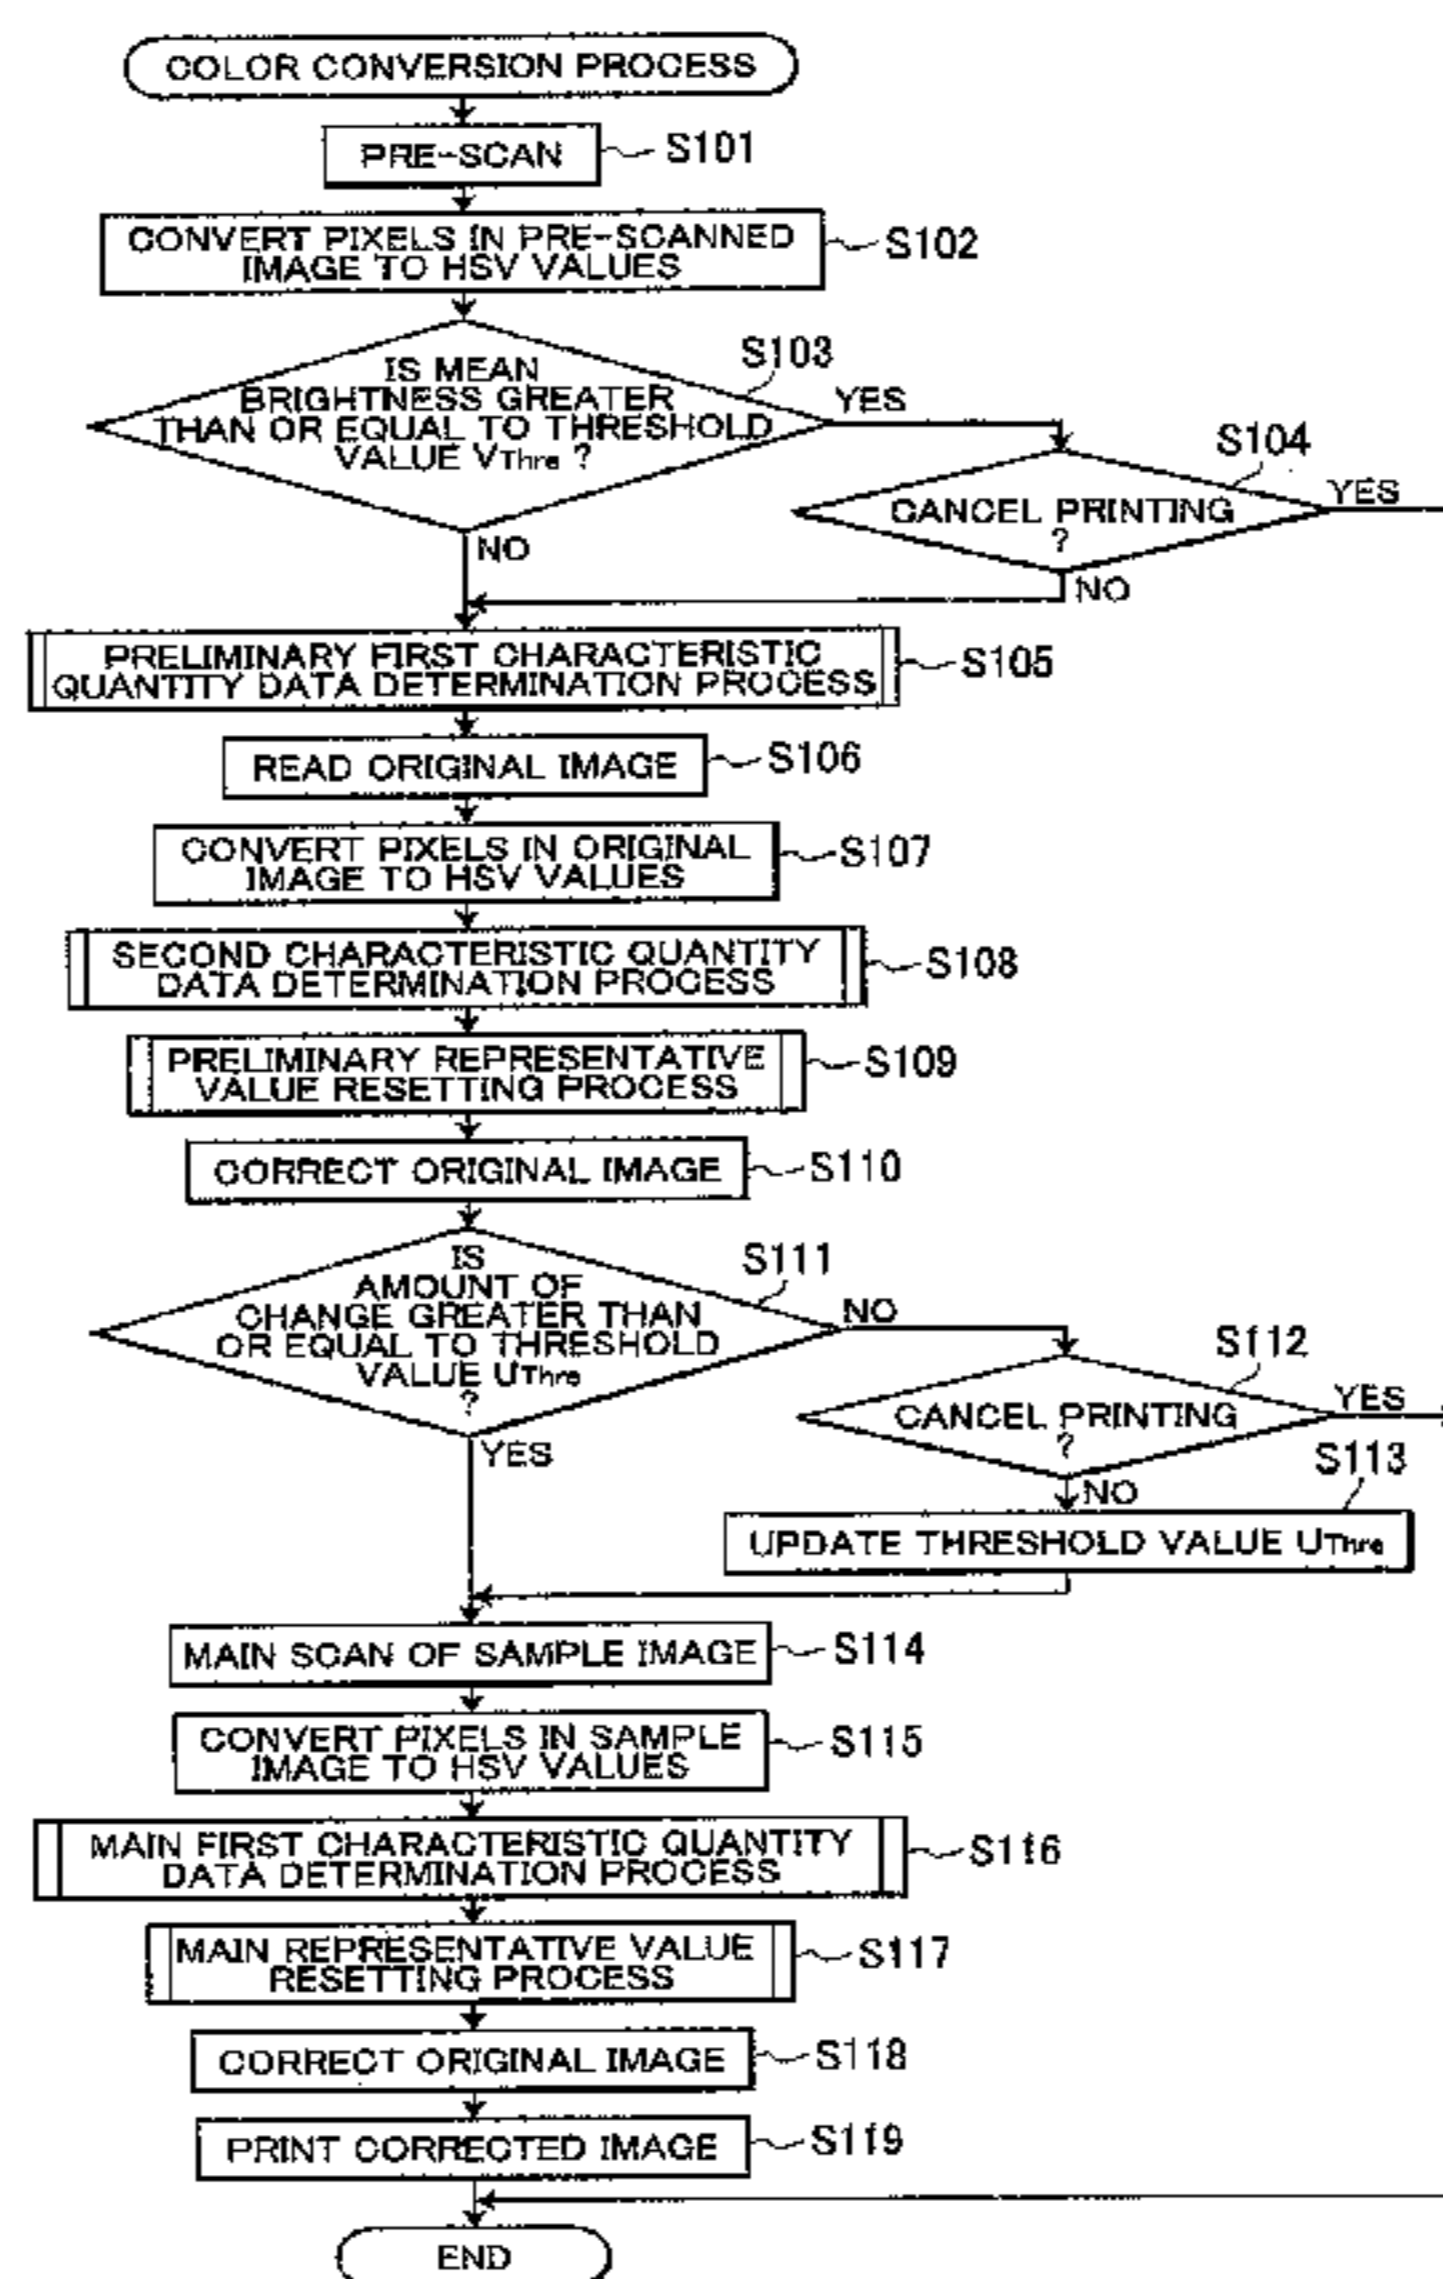 COLOR CONVERSION PROCESS
PRE-SCAN
S101
CONVERT PIXELS IN PRE-SCANNED
IMAGE TO HSV VALUES
S102
IS MEAN
BRIGHTNESS GREATER
THAN OR EQUAL TO THRESHOLD
VALUE VThre ?
S103
YES
NO
S104
CANCEL PRINTING
?
YES
NO
PRELIMINARY FIRST CHARACTERISTIC
QUANTITY DATA DETERMINATION PROCESS
S105
READ ORIGINAL IMAGE
S106
CONVERT PIXELS IN ORIGINAL
IMAGE TO HSV VALUES
S107
SECOND CHARACTERISTIC QUANTITY
DATA DETERMINATION PROCESS
S108
PRELIMINARY REPRESENTATIVE
VALUE RESETTING PROCESS
S109
CORRECT ORIGINAL IMAGE
S110
IS
AMOUNT OF
CHANGE GREATER THAN
OR EQUAL TO THRESHOLD
VALUE UThre
?
S111
NO
YES
S112
CANCEL PRINTING
?
YES
NO
S113
UPDATE THRESHOLD VALUE UThre
MAIN SCAN OF SAMPLE IMAGE
S114
CONVERT PIXELS IN SAMPLE
IMAGE TO HSV VALUES
S115
MAIN FIRST CHARACTERISTIC QUANTITY
DATA DETERMINATION PROCESS
S116
MAIN REPRESENTATIVE VALUE
RESETTING PROCESS
S117
CORRECT ORIGINAL IMAGE
S118
PRINT CORRECTED IMAGE
S119
END